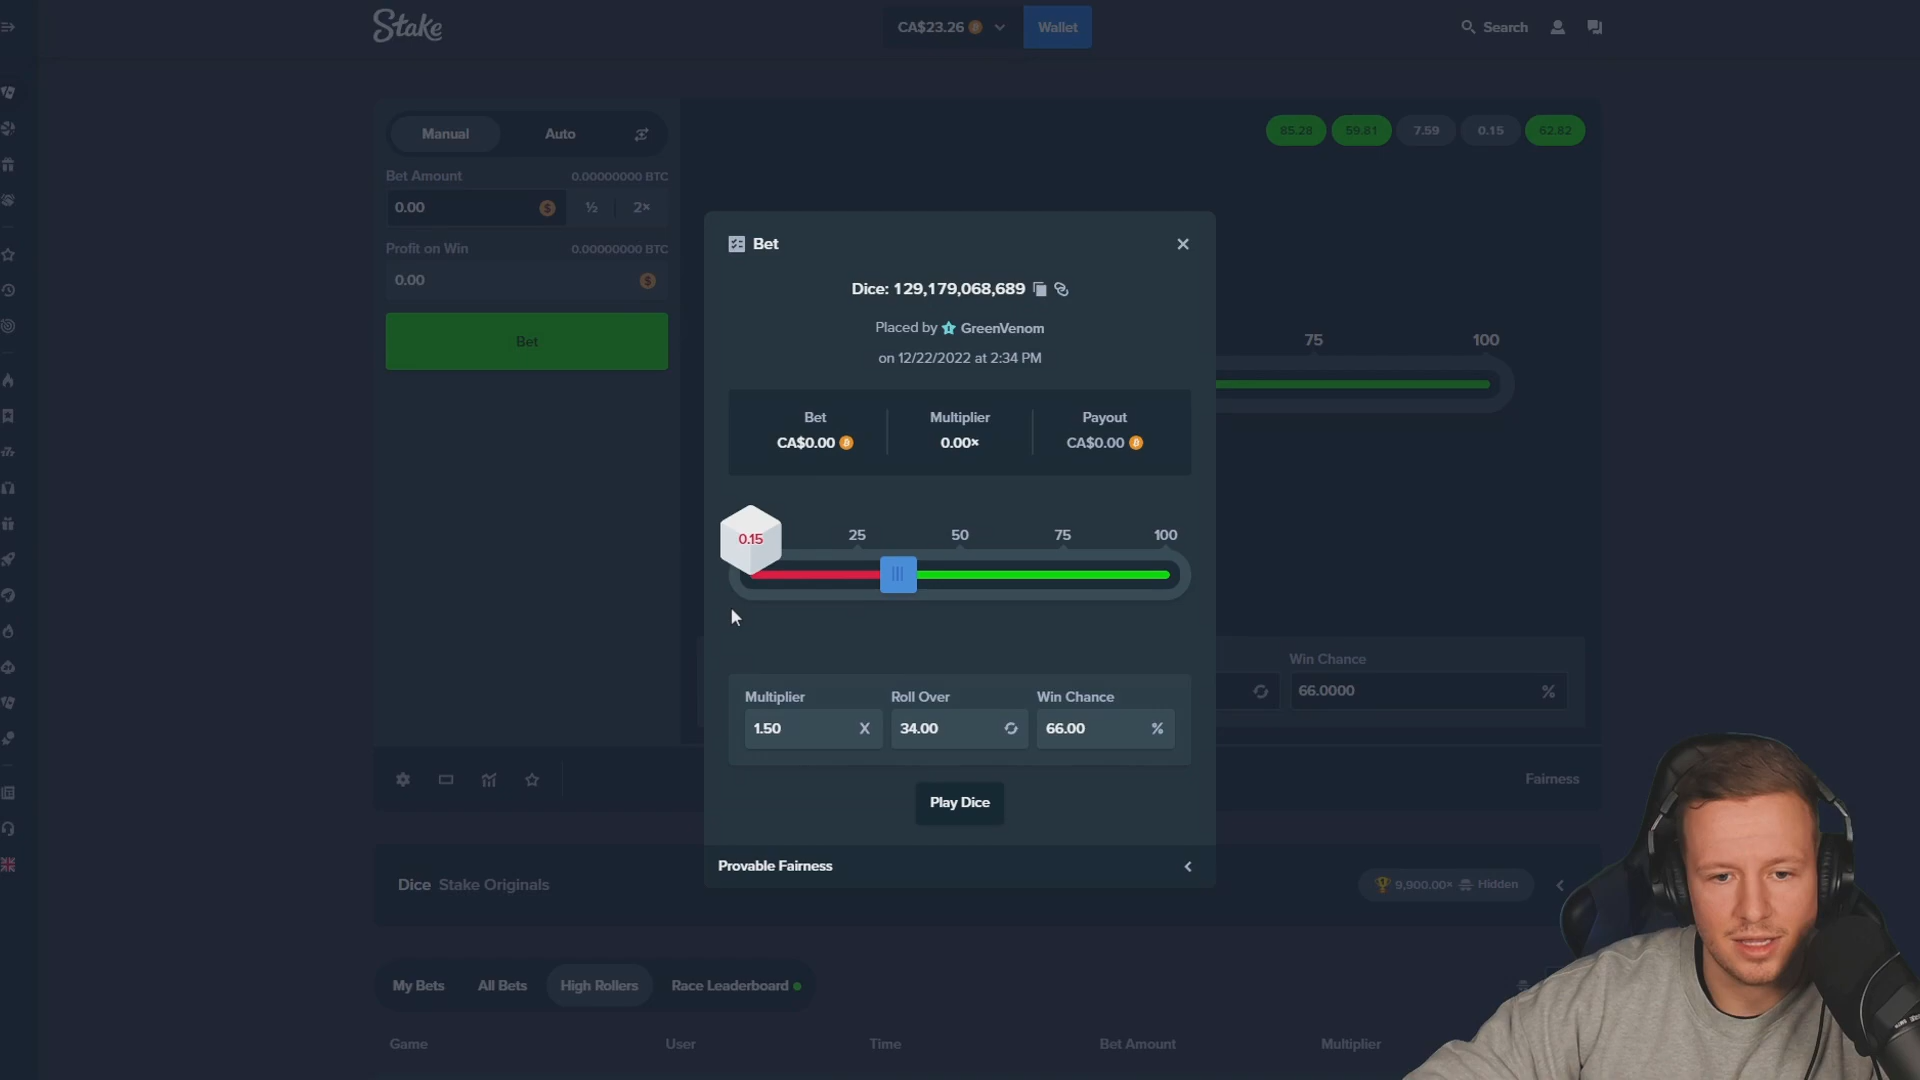 Stake
CA$23.26
Wallet
Search
Manual
Auto
85.28
59.81
7.59
0.15
62.82
Bet Amount
0.00000000 BTC
0.00
½
2×
Profit on Win
0.00000000 BTC
0.00
Bet
75
100
Win Chance
66.0000
%
Bet
Dice: 129,179,068,689
Placed by GreenVenom
on 12/22/2022 at 2:34 PM
Bet
Multiplier
Payout
CA$0.00
0.00×
CA$0.00
0.15
25
50
75
100
Multiplier
Roll Over
Win Chance
1.50
X
34.00
66.00
%
Play Dice
Provable Fairness
Fairness
Dice Stake Originals
9,900.00×
Hidden
My Bets
All Bets
High Rollers
Race Leaderboard
Game
User
Time
Bet Amount
Multiplier